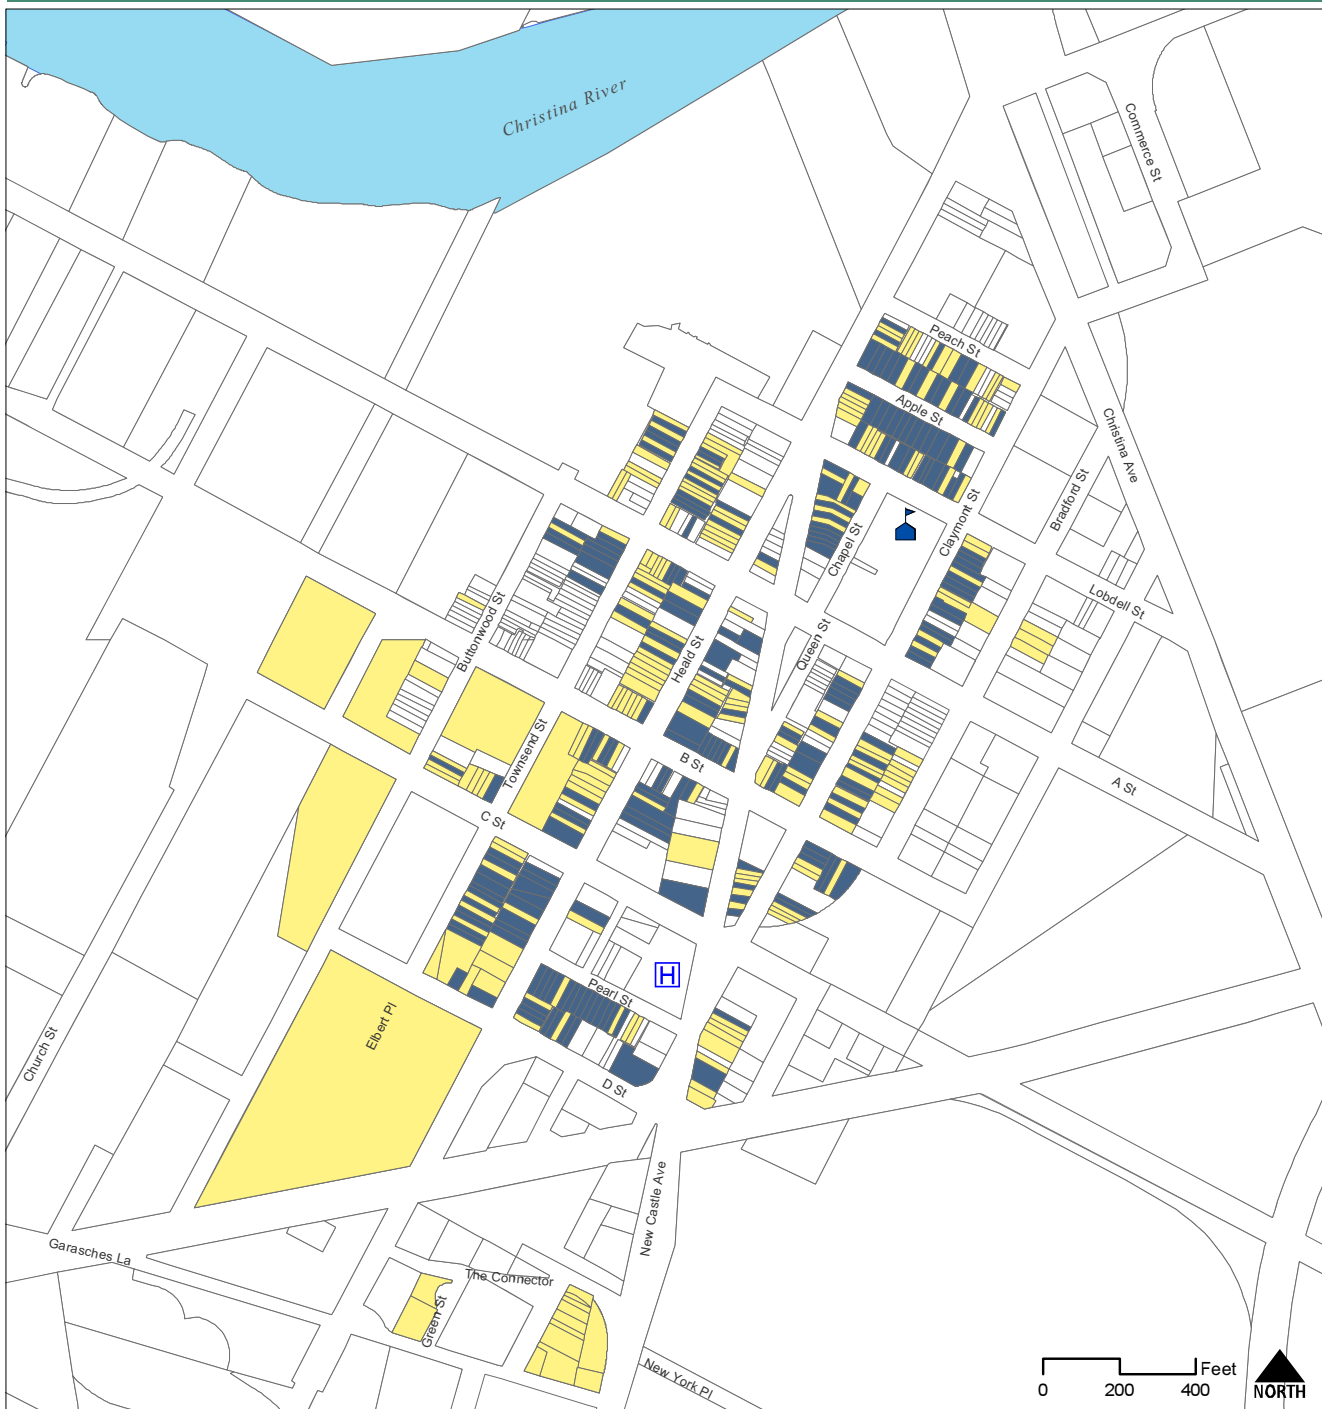 Christina River
Commerce St
Peach St
Apple St
Christina Ave
Bradford St
Claymont St
Chapel St
Lobdell St
Buttonwood St
Queen St
Heald St
Townsend St
B St
A St
C St
H
Pearl St
Elbert Pl
Church St
D St
New Castle Ave
Garasches La
The Connector
Green St
New York Pl
Feet
0 200 400
NORTH